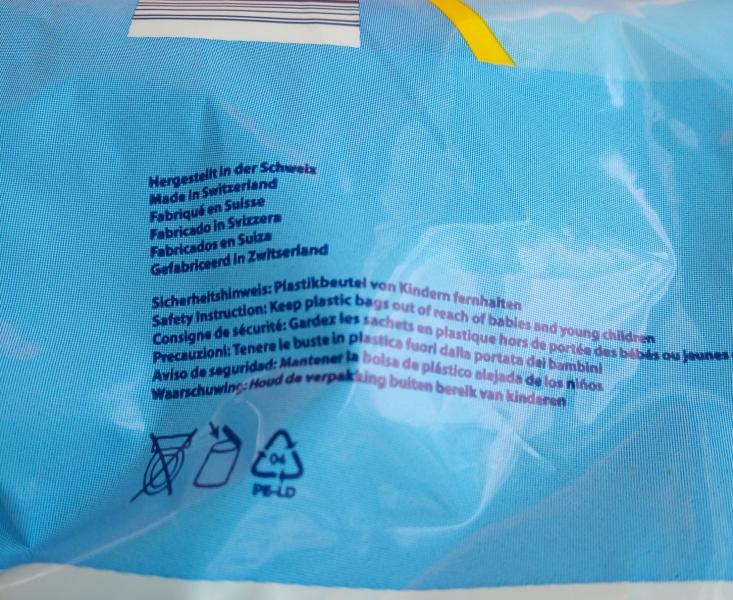 Hergestellt in der Schweix
Made in Switzerland
Fabriqué en Suisse
Fabricado in Svizzera
Fabricados en Suiza
Gefabriceerd in Zwitserland
Sicherheitshinweis: Plastikbeutel von Kindern fernhalten
Safety Instruction: Keep plastic bags out of reach of babies and young children
Consigne de sécurité: Gardez les sachets en plastique hors de portée des bébés ou jeunes
Precauzioni: Tenere le buste in plastica fuori dalla portata dei bambini
Aviso de seguridad: Mantener la bolsa de plástico alejada de los niños
Waarschuwing: Houd de verpakking buiten bereik van kinderen
04
PE-LD